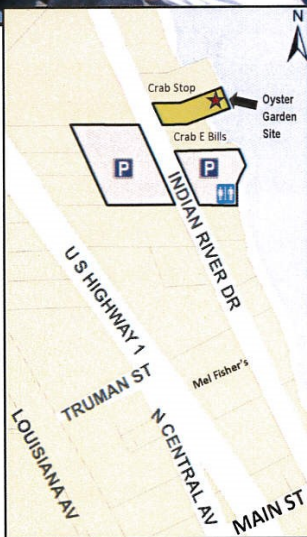 N
Crab Stop
Oyster
Garden
Site
Crab E Bills
P
P
INDIAN RIVER DR
U S HIGHWAY 1
Mel Fisher's
TRUMAN ST
LOUISIANA AV
N CENTRAL AV
MAIN ST